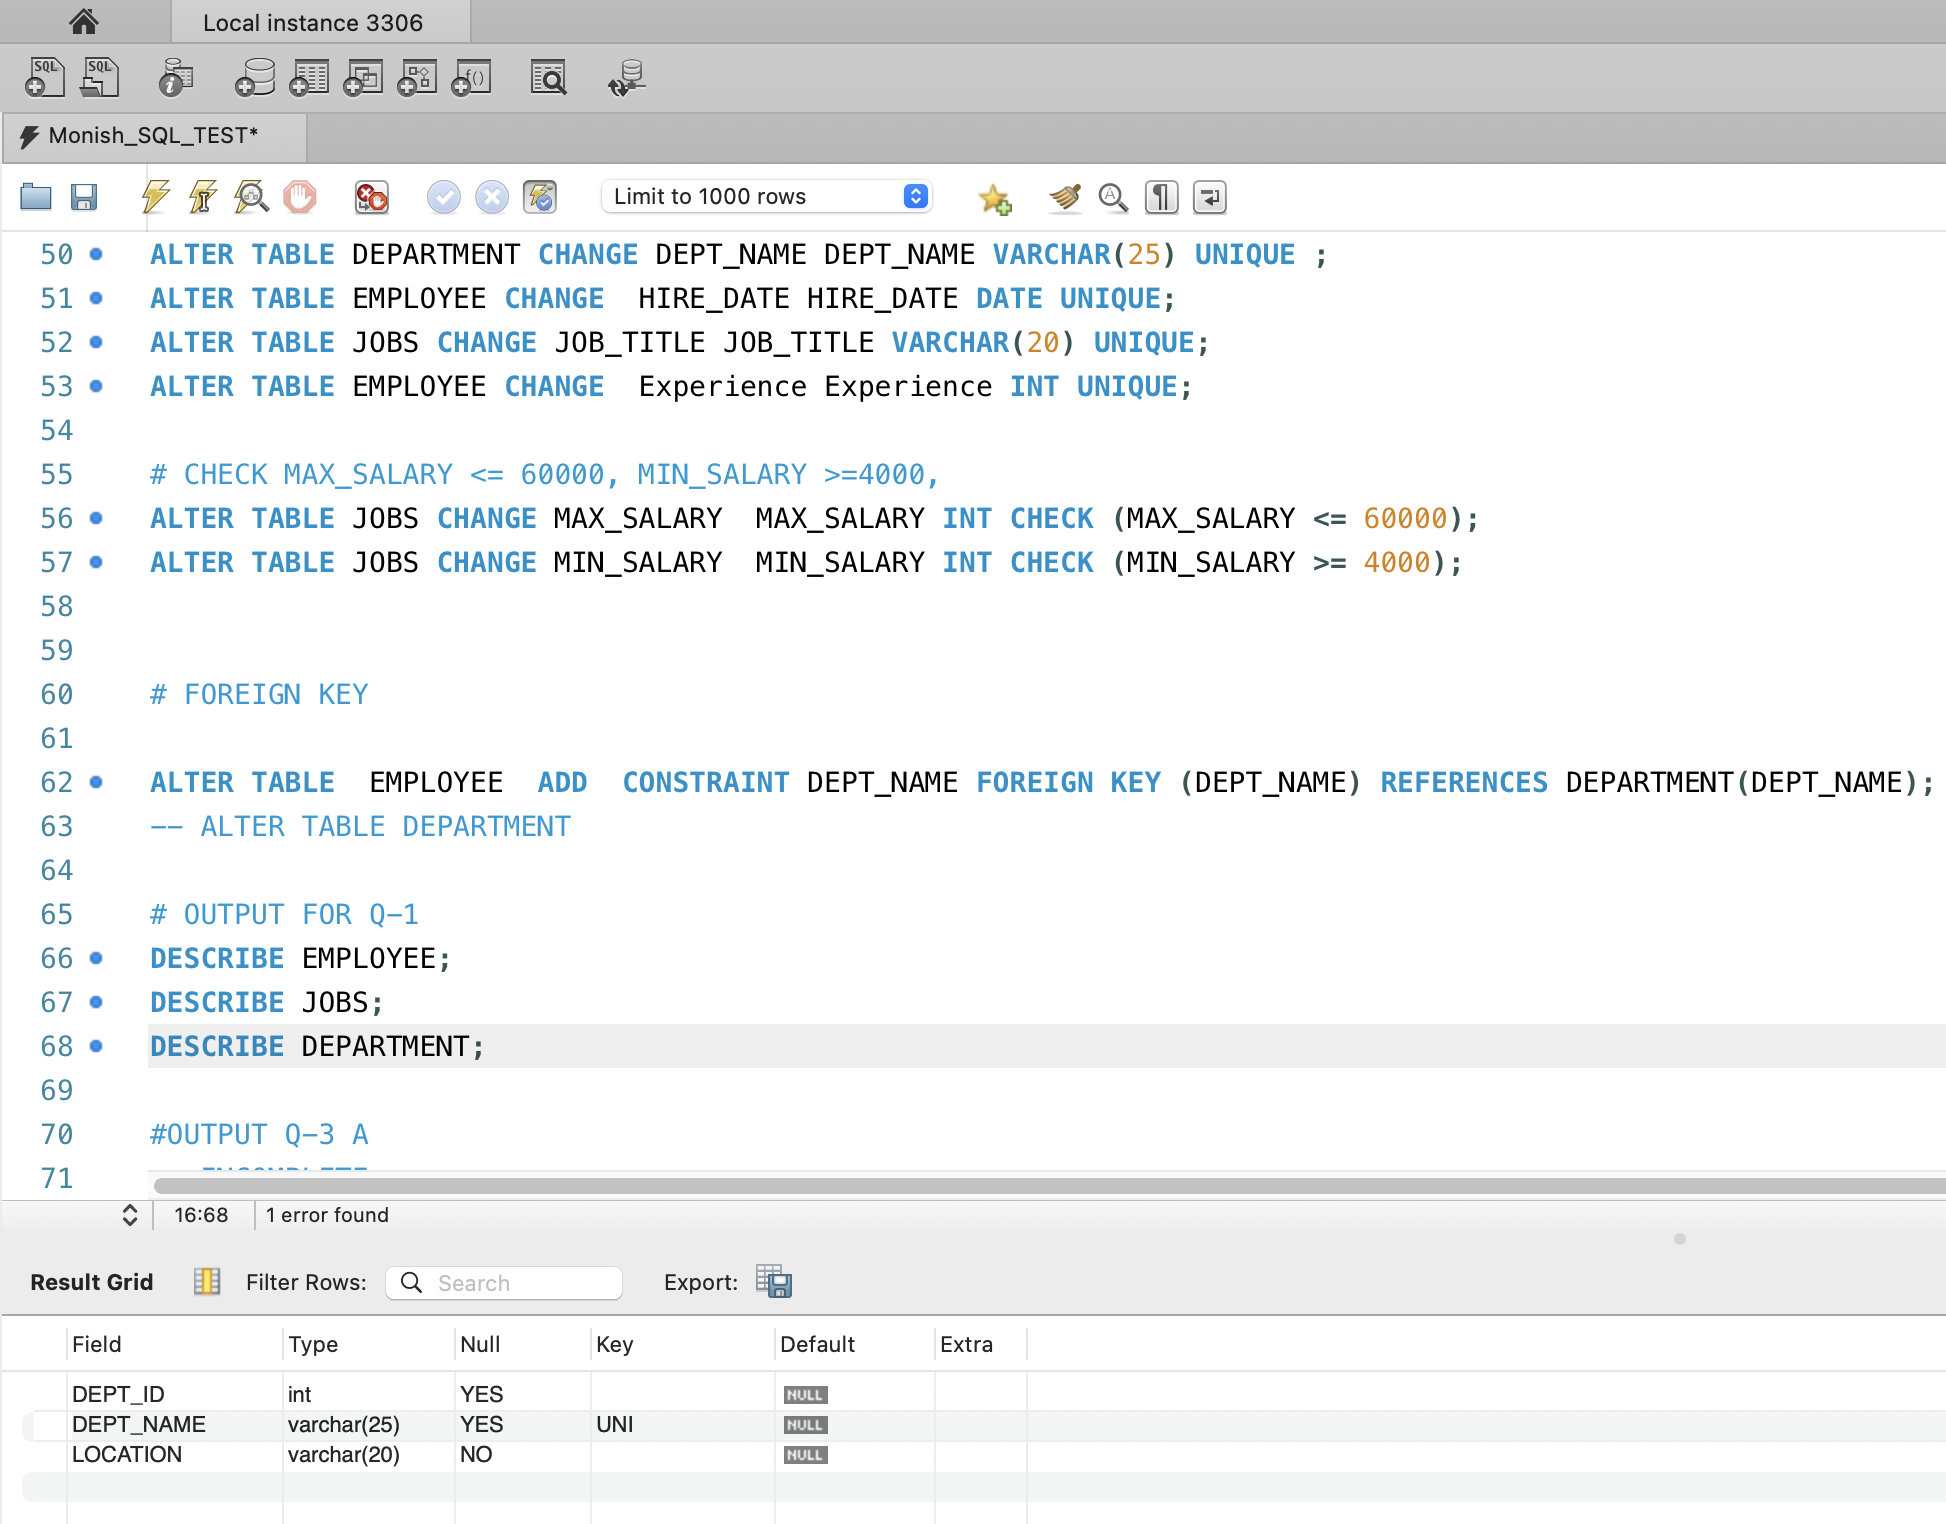 Local instance 3306
SQL SQL f()
Monish_SQL_TEST*
Limit to 1000 rows
50 ALTER TABLE DEPARTMENT CHANGE DEPT_NAME DEPT_NAME VARCHAR(25) UNIQUE ;
51 ALTER TABLE EMPLOYEE CHANGE  HIRE_DATE HIRE_DATE DATE UNIQUE;
52 ALTER TABLE JOBS CHANGE JOB_TITLE JOB_TITLE VARCHAR(20) UNIQUE;
53 ALTER TABLE EMPLOYEE CHANGE  Experience Experience INT UNIQUE;
54
55 # CHECK MAX_SALARY <= 60000, MIN_SALARY >=4000,
56 ALTER TABLE JOBS CHANGE MAX_SALARY  MAX_SALARY INT CHECK (MAX_SALARY <= 60000);
57 ALTER TABLE JOBS CHANGE MIN_SALARY  MIN_SALARY INT CHECK (MIN_SALARY >= 4000);
58
59
60 # FOREIGN KEY
61
62 ALTER TABLE  EMPLOYEE  ADD  CONSTRAINT DEPT_NAME FOREIGN KEY (DEPT_NAME) REFERENCES DEPARTMENT(DEPT_NAME);
63 -- ALTER TABLE DEPARTMENT
64
65 # OUTPUT FOR Q-1
66 DESCRIBE EMPLOYEE;
67 DESCRIBE JOBS;
68 DESCRIBE DEPARTMENT;
69
70 #OUTPUT Q-3 A
71
16:68 1 error found
Result Grid Filter Rows: Search Export:
Field Type Null Key Default Extra
DEPT_ID int YES NULL
DEPT_NAME varchar(25) YES UNI NULL
LOCATION varchar(20) NO NULL